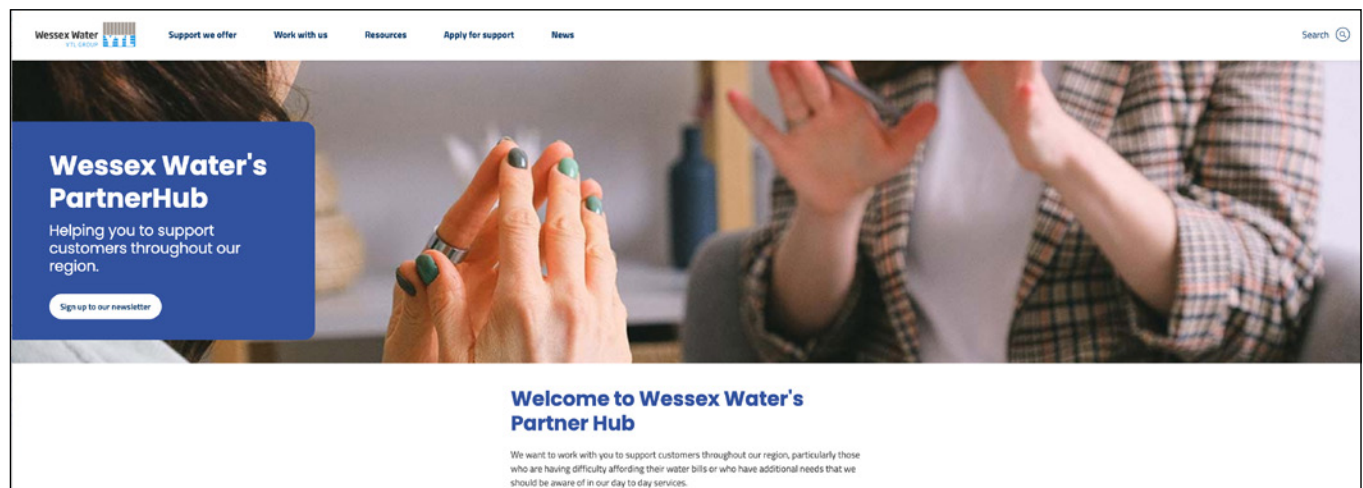 Wessex Water
YTL GROUP
YTL
Support we offer
Work with us
Resources
Apply for support
News
Search
Wessex Water's
PartnerHub
Helping you to support
customers throughout our
region.
Sign up to our newsletter
Welcome to Wessex Water's
Partner Hub
We want to work with you to support customers throughout our region, particularly those
who are having difficulty affording their water bills or who have additional needs that we
should be aware of in our day to day services.